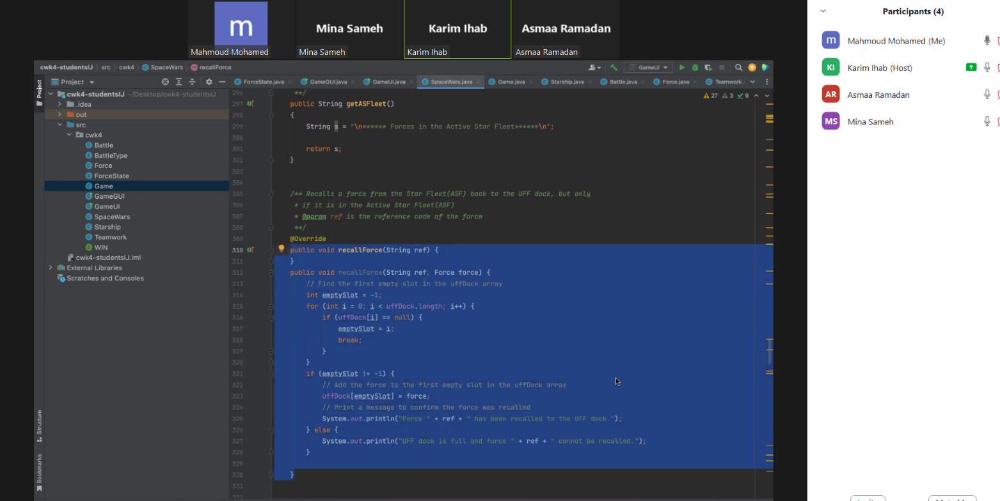 m
Mahmoud Mohamed
Mina Sameh
Mina Sameh
Karim Ihab
Karim Ihab
Asmaa Ramadan
Asmaa Ramadan
Participants (4)
m Mahmoud Mohamed (Me)
KI Karim Ihab (Host)
AR Asmaa Ramadan
MS Mina Sameh
cwk4-studentsIJ src cwk4 SpaceWars recallForce
GameUI
Project
Project
ForceState.java GameGUI.java GameUI.java SpaceWars.java Game.java Starship.java Battle.java Force.java Teamwork.
27 3 9
cwk4-studentsIJ ~/Desktop/cwk4-studentsIJ
.idea
out
src
cwk4
Battle
BattleType
Force
ForceState
Game
GameGUI
GameUI
SpaceWars
Starship
Teamwork
WIN
cwk4-studentsIJ.iml
External Libraries
Scratches and Consoles
Structure
Bookmarks
296 **/
297 public String getASFleet()
298 {
299 String s = "\n****** Forces in the Active Star Fleet******\n";
300
301 return s;
302 }
303
304
305 /** Recalls a force from the Star Fleet(ASF) back to the UFF dock, but only
306 * if it is in the Active Star Fleet(ASF)
307 * @param ref is the reference code of the force
308 **/
309 @Override
310 public void recallForce(String ref) {
311 }
312 public void recallForce(String ref, Force force) {
313 // Find the first empty slot in the uffDock array
314 int emptySlot = -1;
315 for (int i = 0; i < uffDock.length; i++) {
316 if (uffDock[i] == null) {
317 emptySlot = i;
318 break;
319 }
320 }
321 if (emptySlot != -1) {
322 // Add the force to the first empty slot in the uffDock array
323 uffDock[emptySlot] = force;
324 // Print a message to confirm the force was recalled
325 System.out.println("Force " + ref + " has been recalled to the UFF dock.");
326 } else {
327 System.out.println("UFF dock is full and force " + ref + " cannot be recalled.");
328 }
329
330 }
331
332